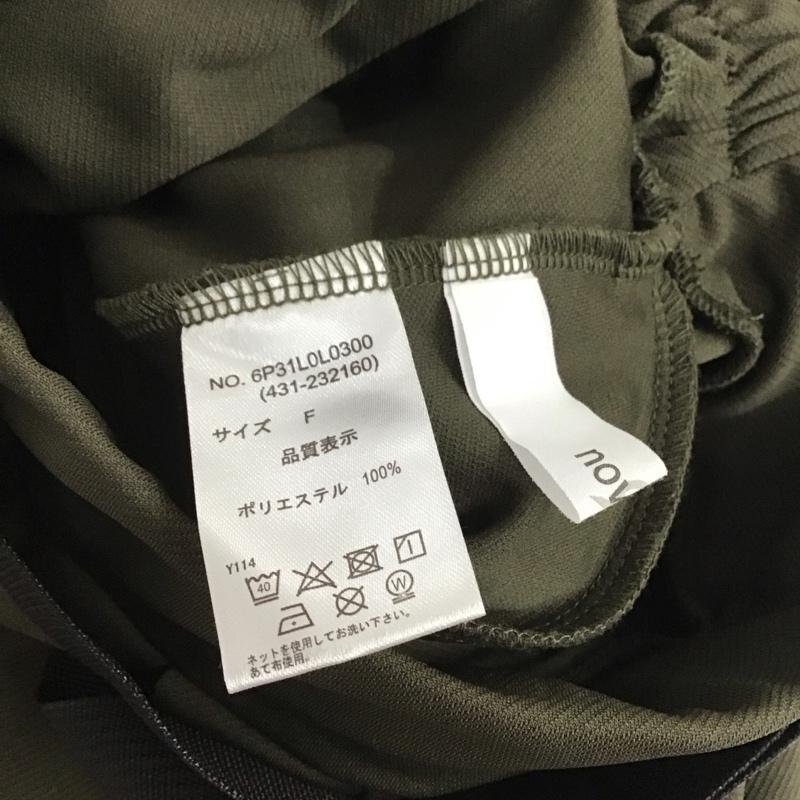 NO. 6P31L0L0300
(431-232160)
サイズ F
品質表示
ポリエステル 100%
Y114
40
W
ネットを使用してお洗い下さい。
あて布使用。